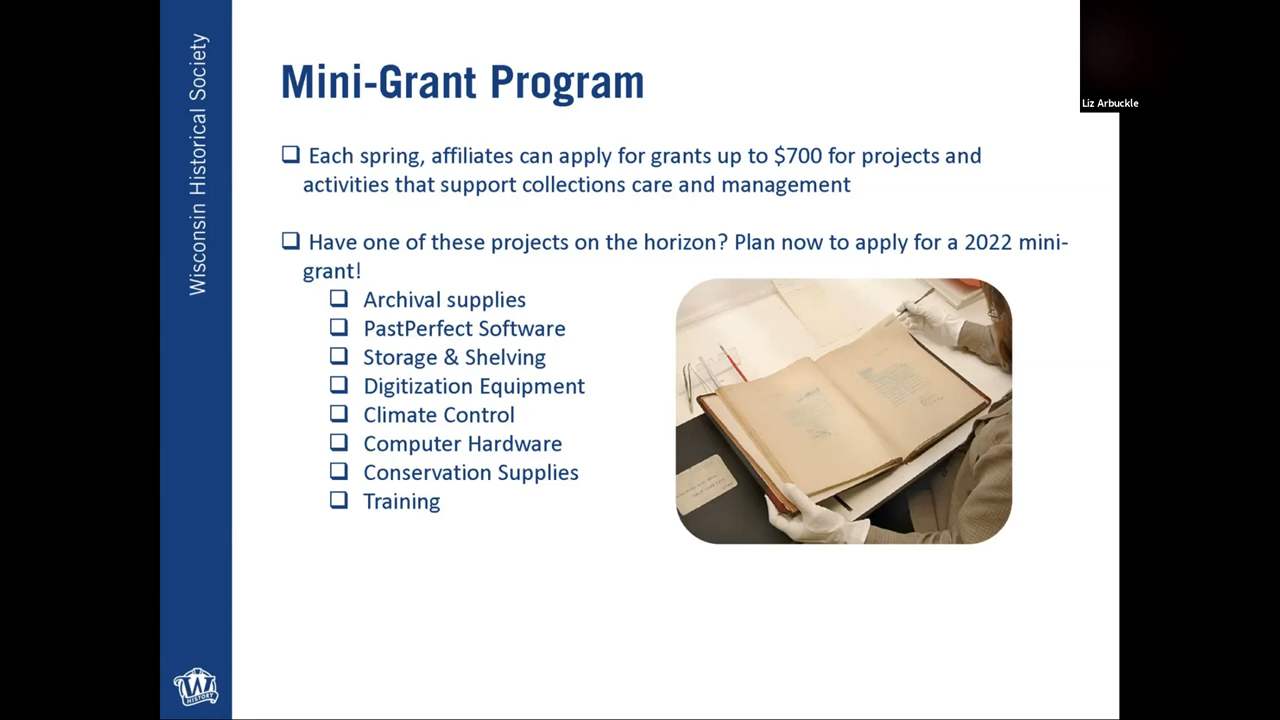 Wisconsin Historical Society
Mini-Grant Program
Liz Arbuckle
❑ Each spring, affiliates can apply for grants up to $700 for projects and
activities that support collections care and management
❑ Have one of these projects on the horizon? Plan now to apply for a 2022 mini-
grant!
❑ Archival supplies
❑ PastPerfect Software
❑ Storage & Shelving
❑ Digitization Equipment
❑ Climate Control
❑ Computer Hardware
❑ Conservation Supplies
❑ Training
W
HISTORY